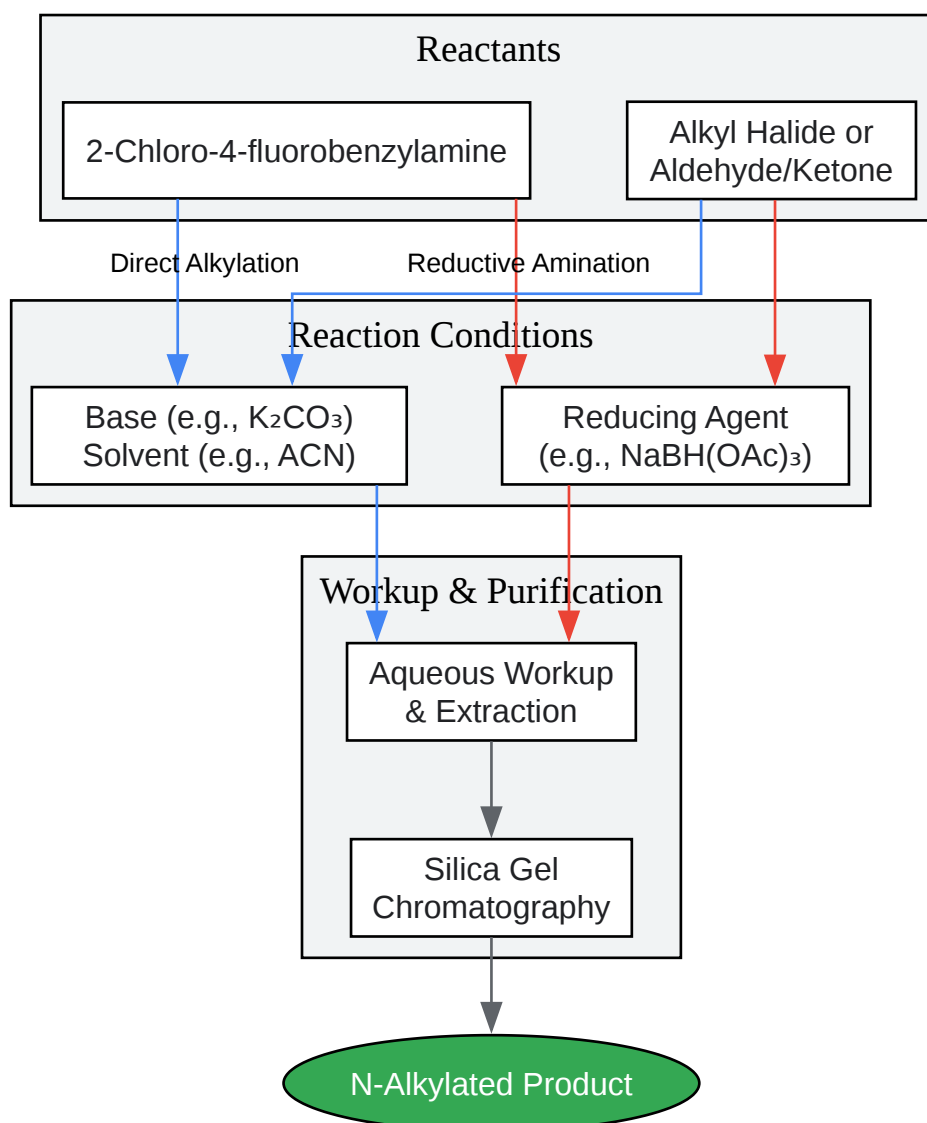 Reactants
2-Chloro-4-fluorobenzylamine
Alkyl Halide or
Aldehyde/Ketone
Direct Alkylation
Reductive Amination
Reaction Conditions
Base (e.g., K₂CO₃)
Solvent (e.g., ACN)
Reducing Agent
(e.g., NaBH(OAc)₃)
Workup & Purification
Aqueous Workup
& Extraction
Silica Gel
Chromatography
N-Alkylated Product